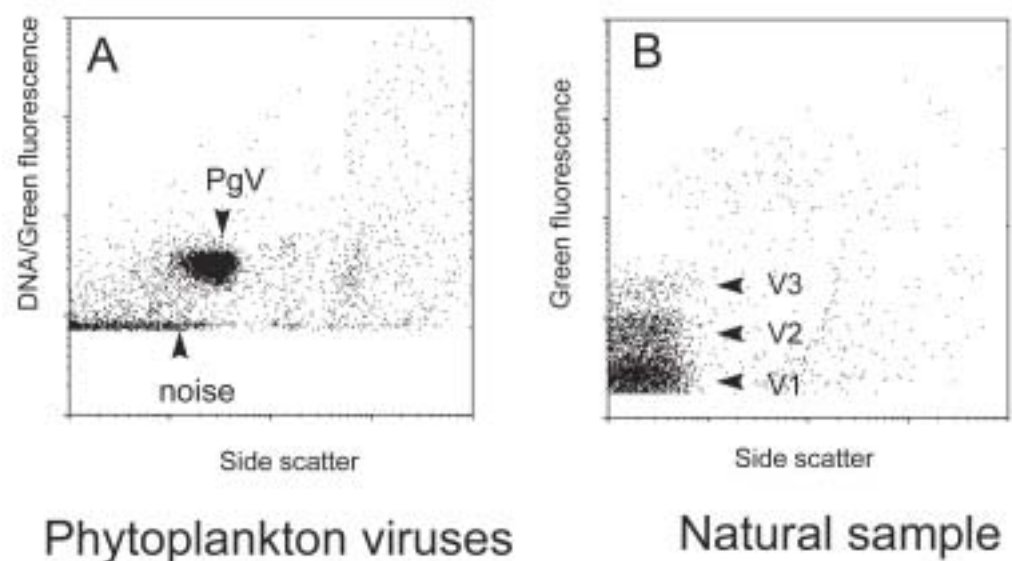 A
DNA/Green fluorescence
PgV
noise
Side scatter
Phytoplankton viruses
B
Green fluorescence
V3
V2
V1
Side scatter
Natural sample